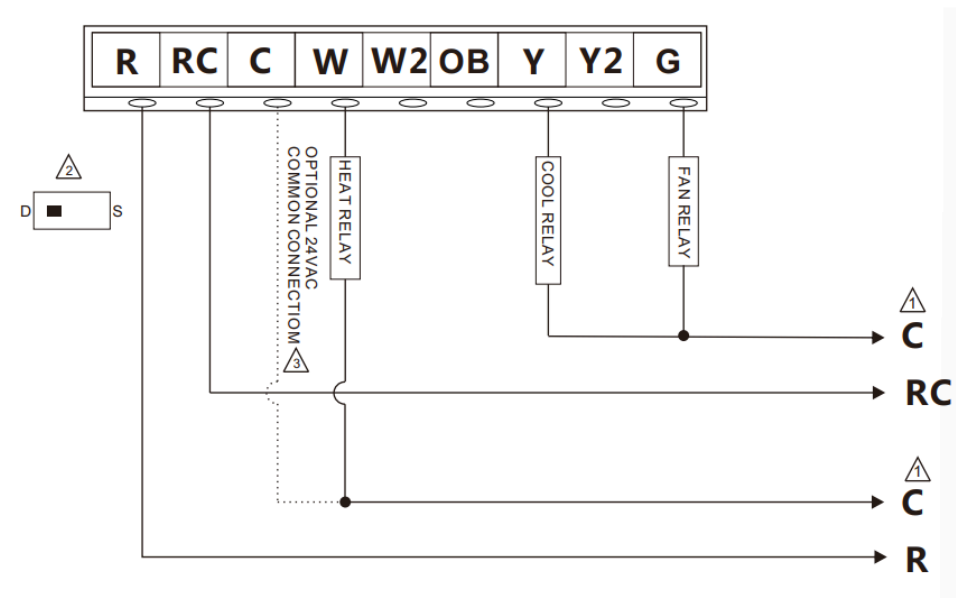 R RC C W W2 OB Y Y2 G
2
D S
OPTIONAL 24VAC
COMMON CONNECTIOM
3
HEAT RELAY
COOL RELAY
FAN RELAY
1
C
RC
1
C
R